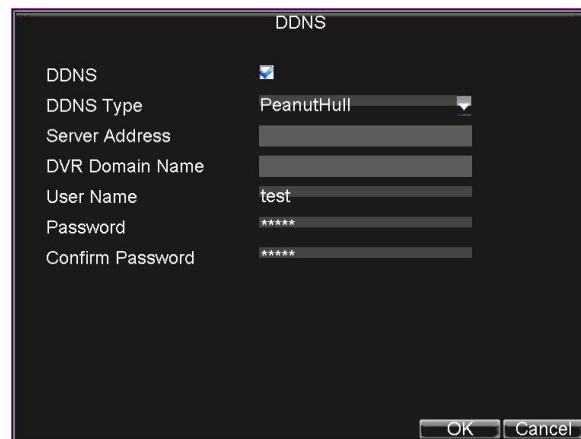 DDNS
DDNS
DDNS Type PeanutHull
Server Address
DVR Domain Name
User Name test
Password *****
Confirm Password *****
OK Cancel